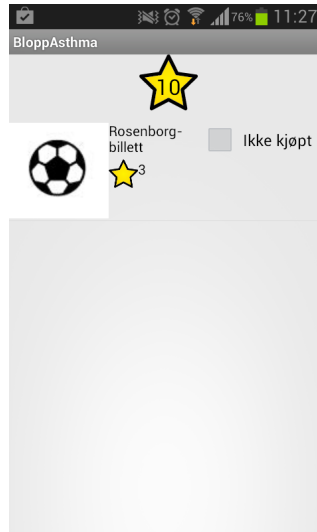 76% 11:27
BloppAsthma
10
Rosenborg-
billett
3
Ikke kjøpt